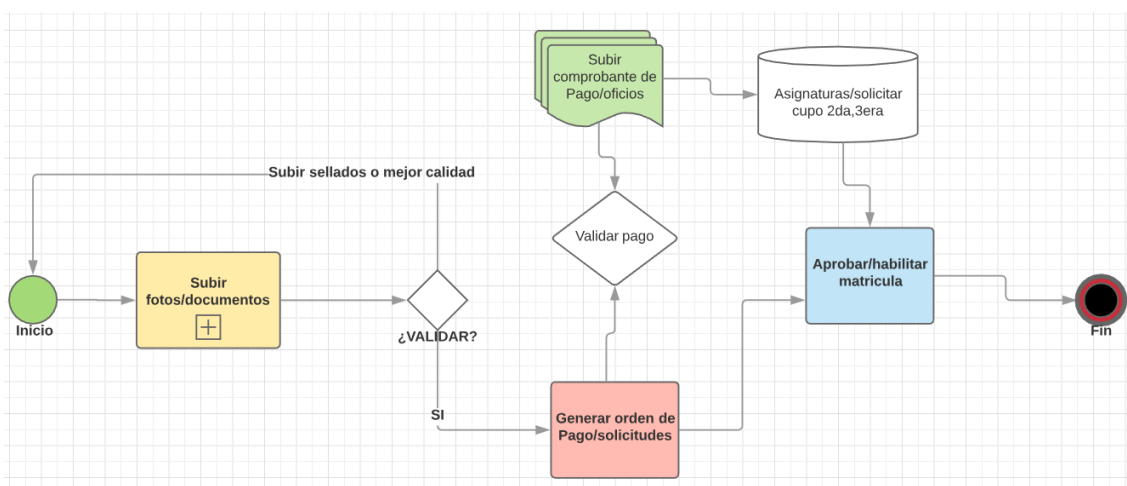 Subir
comprobante de
Pago/oficios
Asignaturas/solicitar
cupo 2da,3era
Subir sellados o mejor calidad
Validar pago
Subir
fotos/documentos
Aprobar/habilitar
matricula
Inicio
¿VALIDAR?
Fin
SI
Generar orden de
Pago/solicitudes